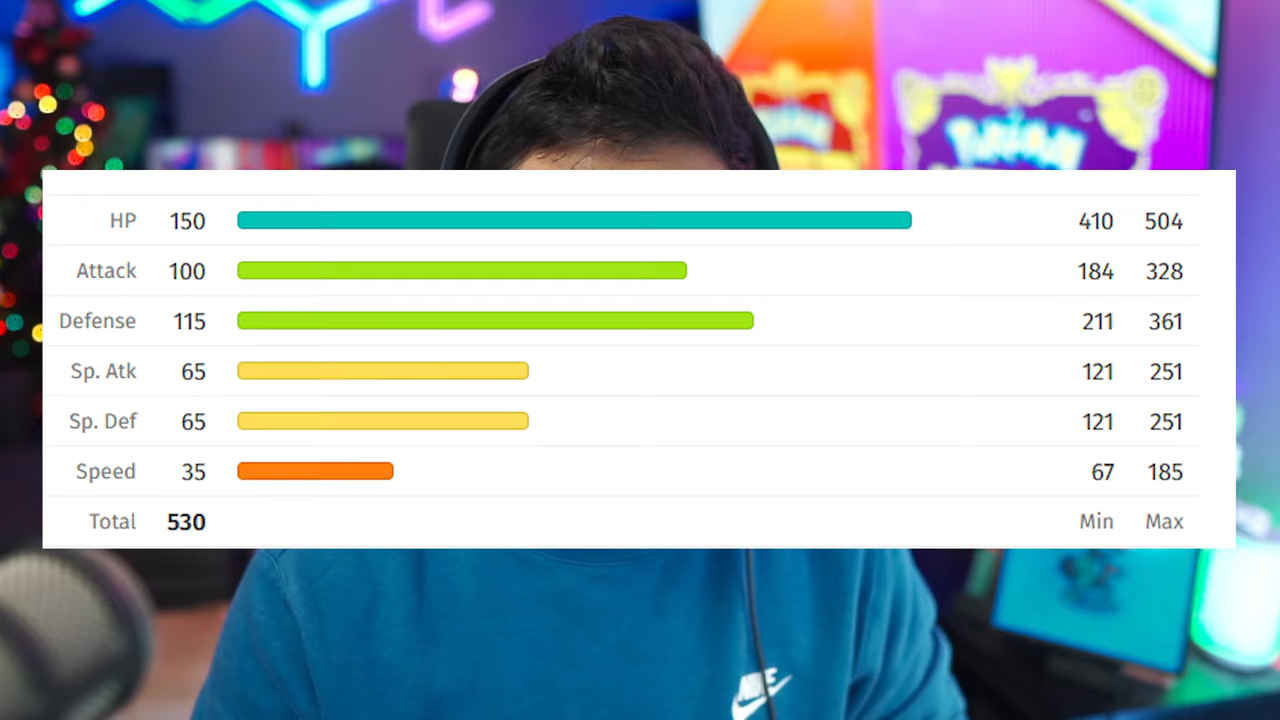 HP 150 410 504
Attack 100 184 328
Defense 115 211 361
Sp. Atk 65 121 251
Sp. Def 65 121 251
Speed 35 67 185
Total 530 Min Max
NIKE